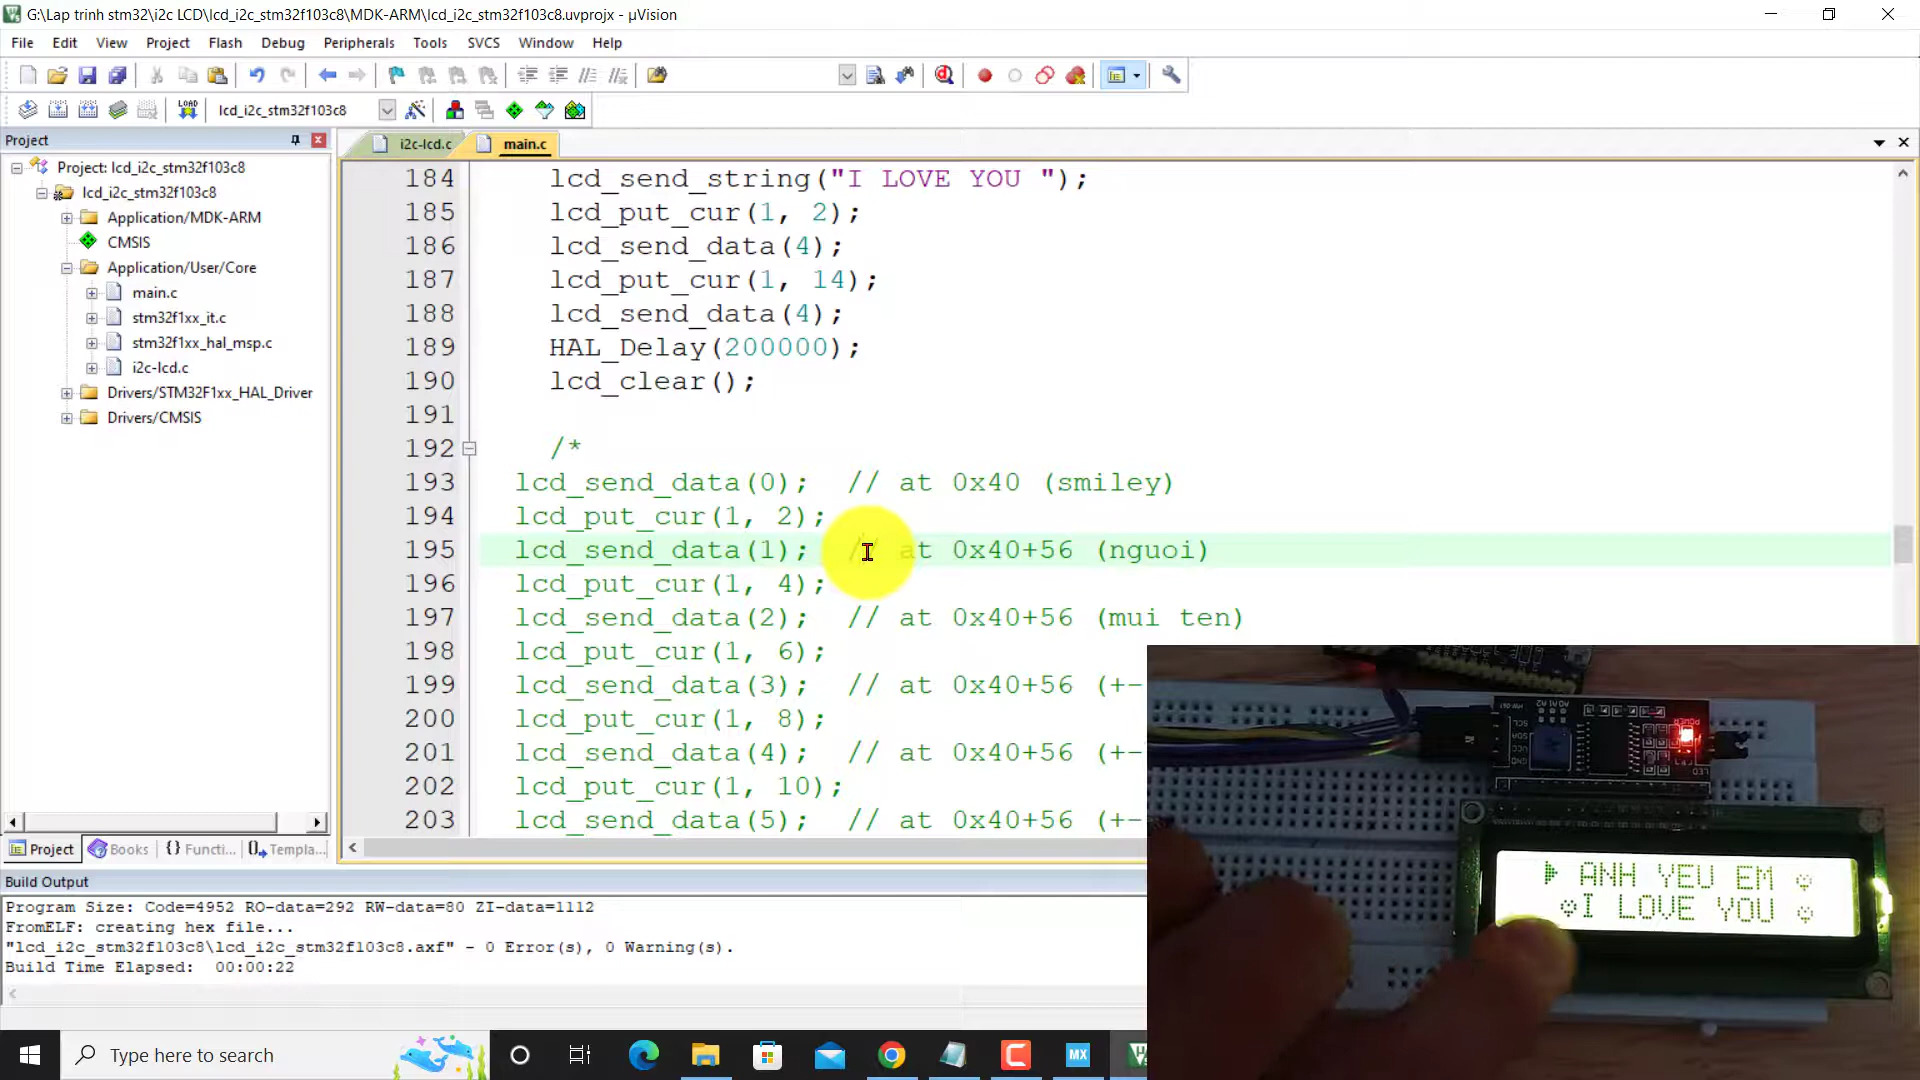 G:\Lap trinh stm32\i2c LCD\lcd_i2c_stm32f103c8\MDK-ARM\lcd_i2c_stm32f103c8.uvprojx - µVision
File Edit View Project Flash Debug Peripherals Tools SVCS Window Help
LOAD lcd_i2c_stm32f103c8
Project
Project: lcd_i2c_stm32f103c8
lcd_i2c_stm32f103c8
Application/MDK-ARM
CMSIS
Application/User/Core
main.c
stm32f1xx_it.c
stm32f1xx_hal_msp.c
i2c-lcd.c
Drivers/STM32F1xx_HAL_Driver
Drivers/CMSIS
Project Books {} Functi... Templa...
i2c-lcd.c main.c
184 lcd_send_string("I LOVE YOU ");
185 lcd_put_cur(1, 2);
186 lcd_send_data(4);
187 lcd_put_cur(1, 14);
188 lcd_send_data(4);
189 HAL_Delay(200000);
190 lcd_clear();
191
192 /*
193 lcd_send_data(0); // at 0x40 (smiley)
194 lcd_put_cur(1, 2);
195 lcd_send_data(1); // at 0x40+56 (nguoi)
196 lcd_put_cur(1, 4);
197 lcd_send_data(2); // at 0x40+56 (mui ten)
198 lcd_put_cur(1, 6);
199 lcd_send_data(3); // at 0x40+56 (+-
200 lcd_put_cur(1, 8);
201 lcd_send_data(4); // at 0x40+56 (+-
202 lcd_put_cur(1, 10);
203 lcd_send_data(5); // at 0x40+56 (+-
Build Output
Program Size: Code=4952 RO-data=292 RW-data=80 ZI-data=1112
FromELF: creating hex file...
"lcd_i2c_stm32f103c8\lcd_i2c_stm32f103c8.axf" - 0 Error(s), 0 Warning(s).
Build Time Elapsed: 00:00:22
SCL
SDA
VCC
GND
POWER
LED
ANH YEU EM
I LOVE YOU
Type here to search
MX